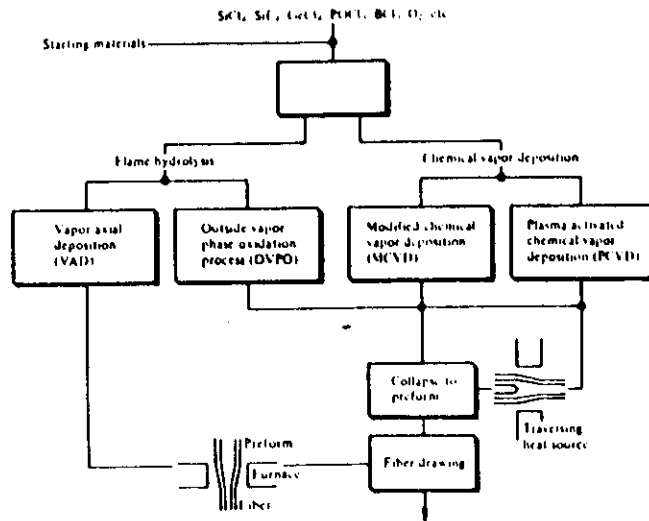 SiCl₄, SiF₄, GeCl₄, POCl₃, BCl₃, O₂, etc
Starting materials
Flame hydrolysis
Chemical vapor deposition
Vapor axial
deposition
(VAD)
Outside vapor
phase oxidation
process (OVPO)
Modified chemical
vapor deposition
(MCVD)
Plasma activated
chemical vapor
deposition (PCVD)
Collapse to
preform
Traversing
heat source
Preform
Furnace
Fiber
Fiber drawing